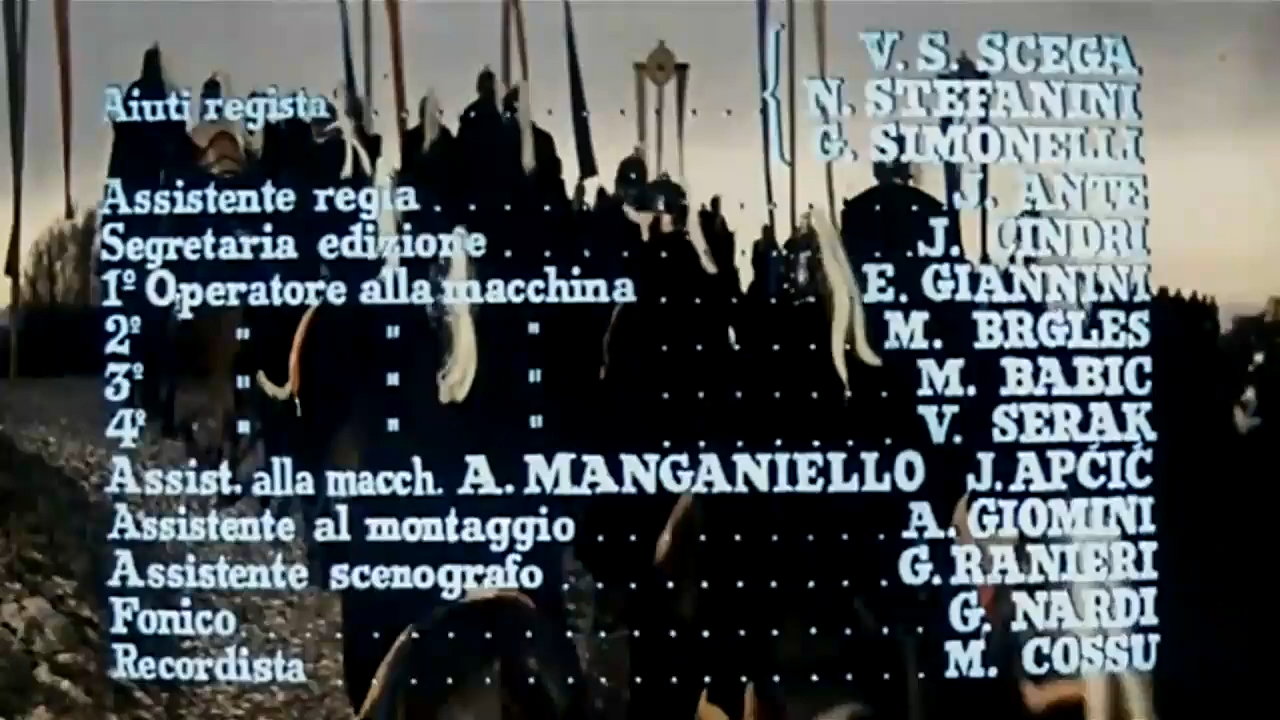 V. S. SCEGA
Aiuti regista . . . . . . . . . . { N. STEFANINI
G. SIMONELLI
Assistente regia . . . . . . . . . . . . J. ANTE
Segretaria edizione . . . . . . . . . . J. CINDRI
1º Operatore alla macchina . . . . . . E. GIANNINI
2º " " " . . . . . . M. BRGLES
3º " " " . . . . . . . M. BABIC
4º " " " . . . . . . . V. SERAK
Assist. alla macch. A. MANGANIELLO J. APČIČ
Assistente al montaggio . . . . . . . . . A. GIOMINI
Assistente scenografo . . . . . . . . . . G. RANIERI
Fonico . . . . . . . . . . . . . . . . . . G. NARDI
Recordista . . . . . . . . . . . . . . . M. COSSU